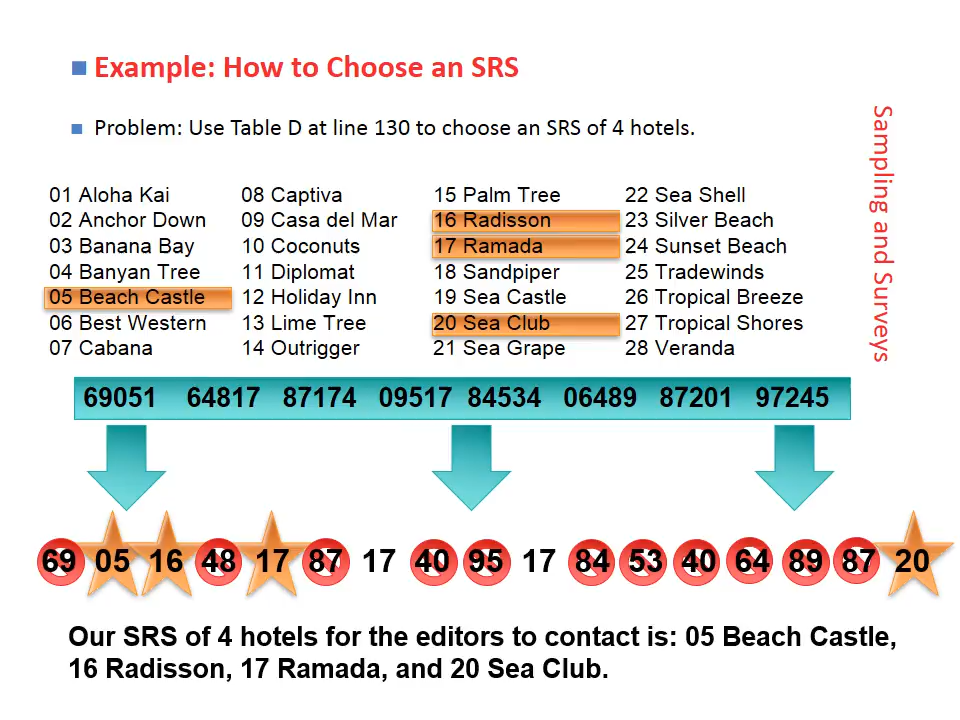 Example: How to Choose an SRS
Problem: Use Table D at line 130 to choose an SRS of 4 hotels.
Sampling and Surveys
01 Aloha Kai 08 Captiva 15 Palm Tree 22 Sea Shell
02 Anchor Down 09 Casa del Mar 16 Radisson 23 Silver Beach
03 Banana Bay 10 Coconuts 17 Ramada 24 Sunset Beach
04 Banyan Tree 11 Diplomat 18 Sandpiper 25 Tradewinds
05 Beach Castle 12 Holiday Inn 19 Sea Castle 26 Tropical Breeze
06 Best Western 13 Lime Tree 20 Sea Club 27 Tropical Shores
07 Cabana 14 Outrigger 21 Sea Grape 28 Veranda
69051 64817 87174 09517 84534 06489 87201 97245
69 05 16 48 17 87 17 40 95 17 84 53 40 64 89 87 20
Our SRS of 4 hotels for the editors to contact is: 05 Beach Castle,
16 Radisson, 17 Ramada, and 20 Sea Club.